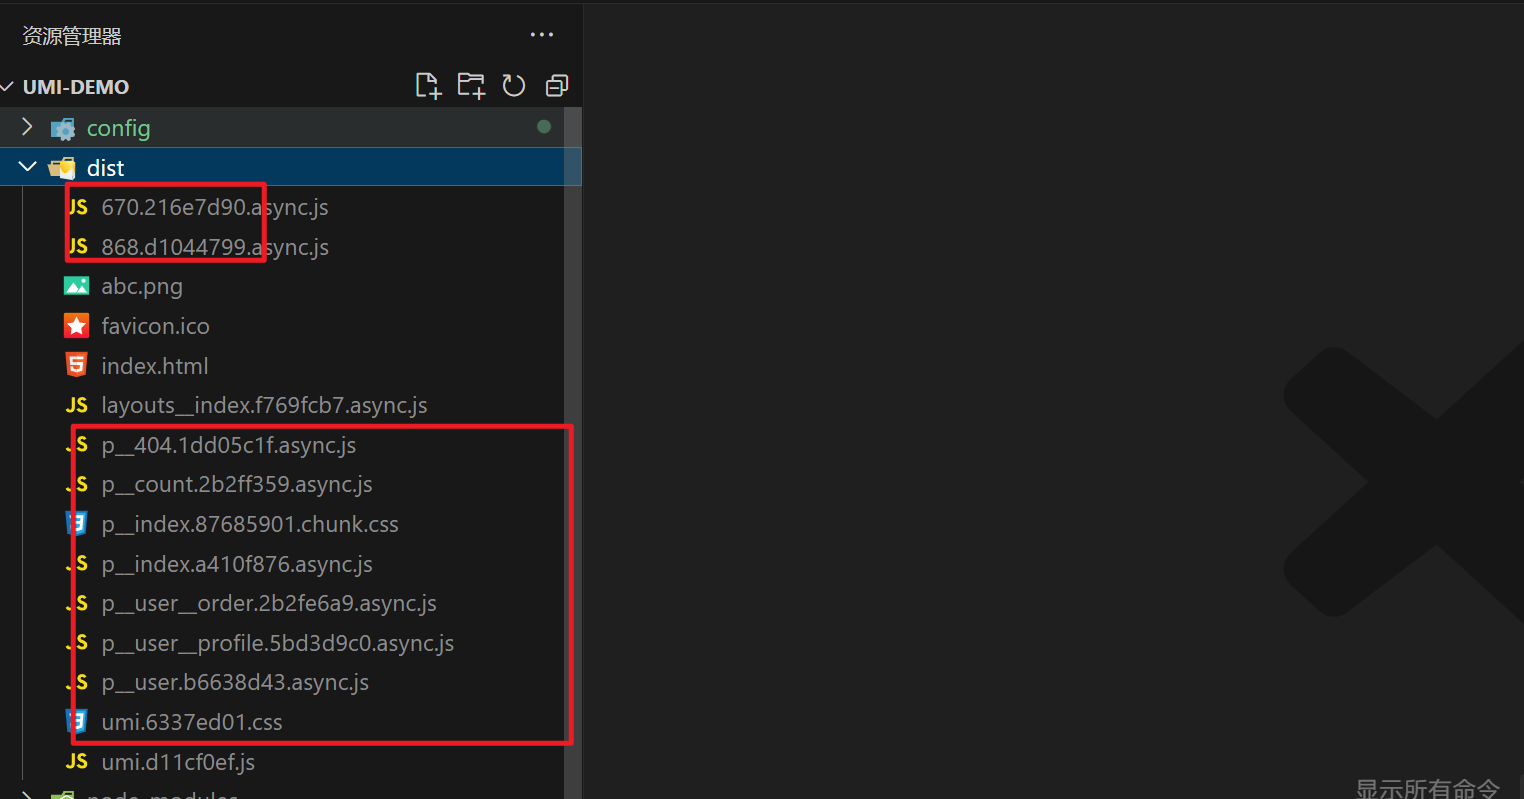 资源管理器
UMI-DEMO
config
dist
JS 670.216e7d90.async.js
JS 868.d1044799.async.js
abc.png
favicon.ico
5 index.html
JS layouts__index.f769fcb7.async.js
JS p__404.1dd05c1f.async.js
JS p__count.2b2ff359.async.js
3 p__index.87685901.chunk.css
JS p__index.a410f876.async.js
JS p__user__order.2b2fe6a9.async.js
JS p__user__profile.5bd3d9c0.async.js
JS p__user.b6638d43.async.js
3 umi.6337ed01.css
JS umi.d11cf0ef.js
node_modules
显示所有命令